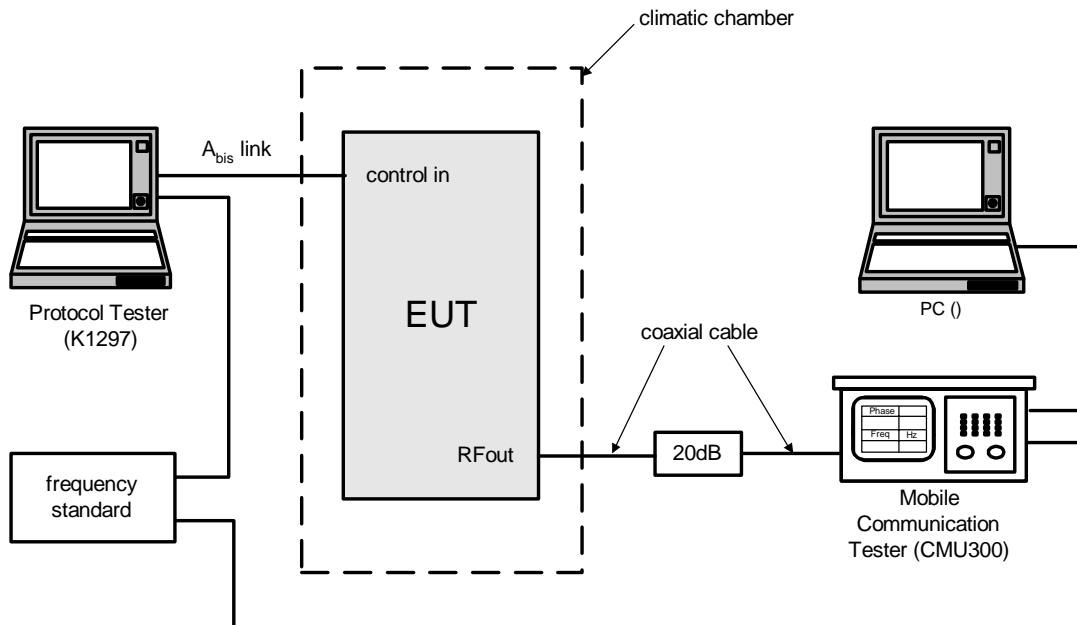 climatic chamber
A_bis link
control in
EUT
RFout
Protocol Tester
(K1297)
frequency
standard
coaxial cable
20dB
PC ()
Phase
Freq Hz
Mobile
Communication
Tester (CMU300)